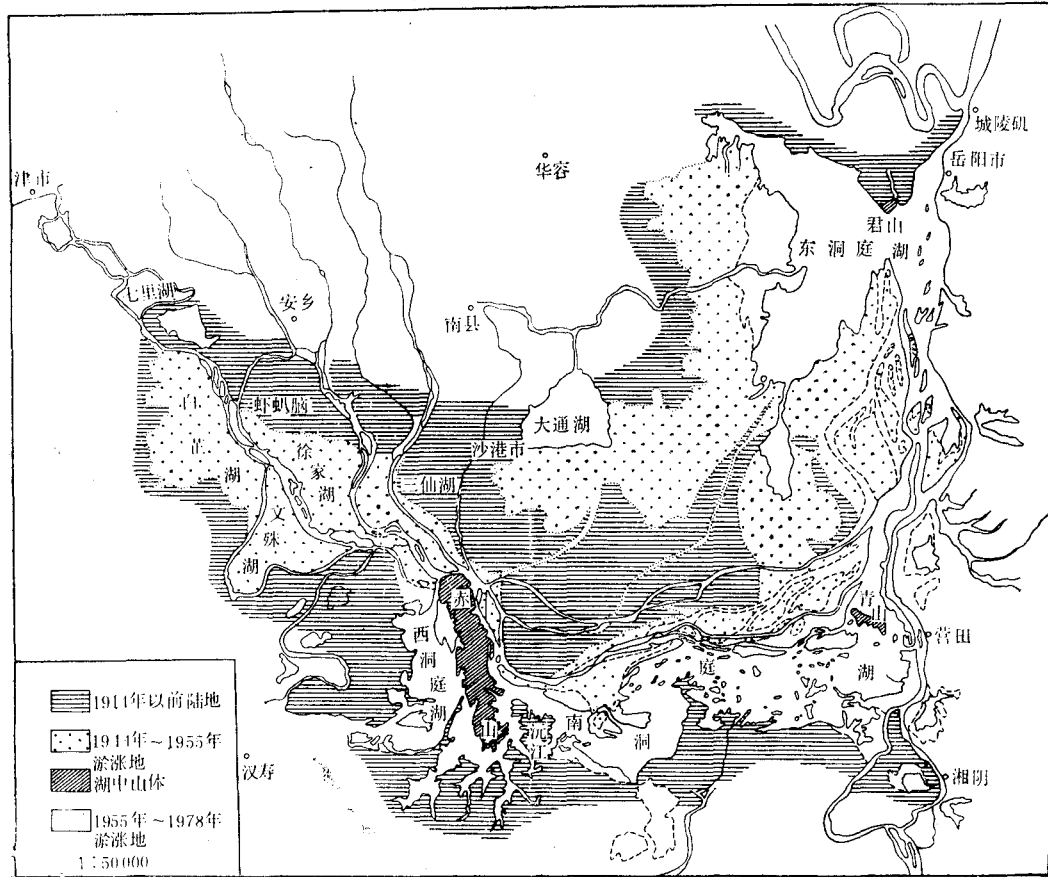 城陵矶
岳阳市
华容
津市
君山
东洞庭湖
七里湖
安乡
南县
大通湖
虾趴脑
白芷湖
徐家湖
沙港市
三仙湖
文殊湖
赤山
青山
西洞庭湖
营田
南洞庭湖
沅江
汉寿
湘阴
1911年以前陆地
1944年~1955年
淤涨地
湖中山体
1955年~1978年
淤涨地
1:50000